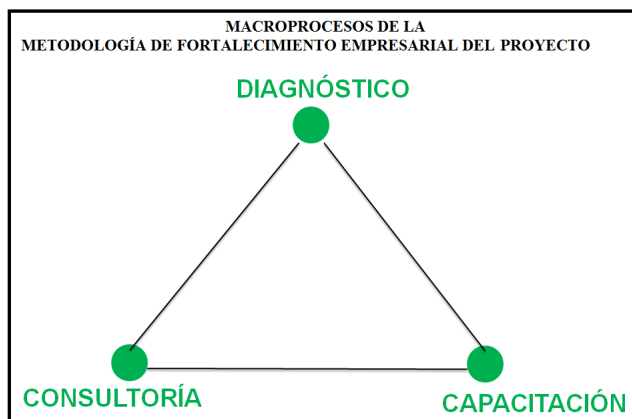 MACROPROCESOS DE LA
METODOLOGÍA DE FORTALECIMIENTO EMPRESARIAL DEL PROYECTO
DIAGNÓSTICO
CONSULTORÍA
CAPACITACIÓN